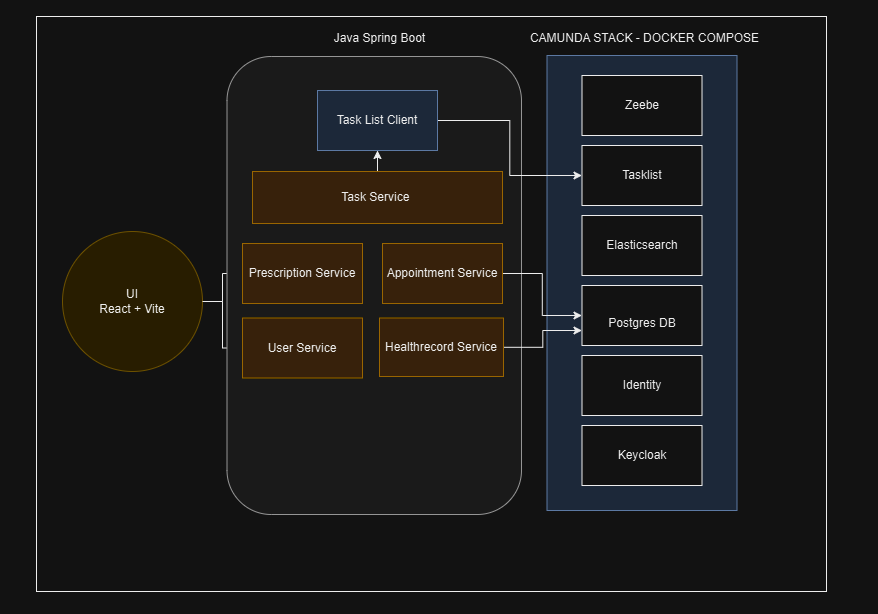 Java Spring Boot
CAMUNDA STACK - DOCKER COMPOSE
Task List Client
Task Service
Prescription Service
Appointment Service
User Service
Healthrecord Service
UI
React + Vite
Zeebe
Tasklist
Elasticsearch
Postgres DB
Identity
Keycloak